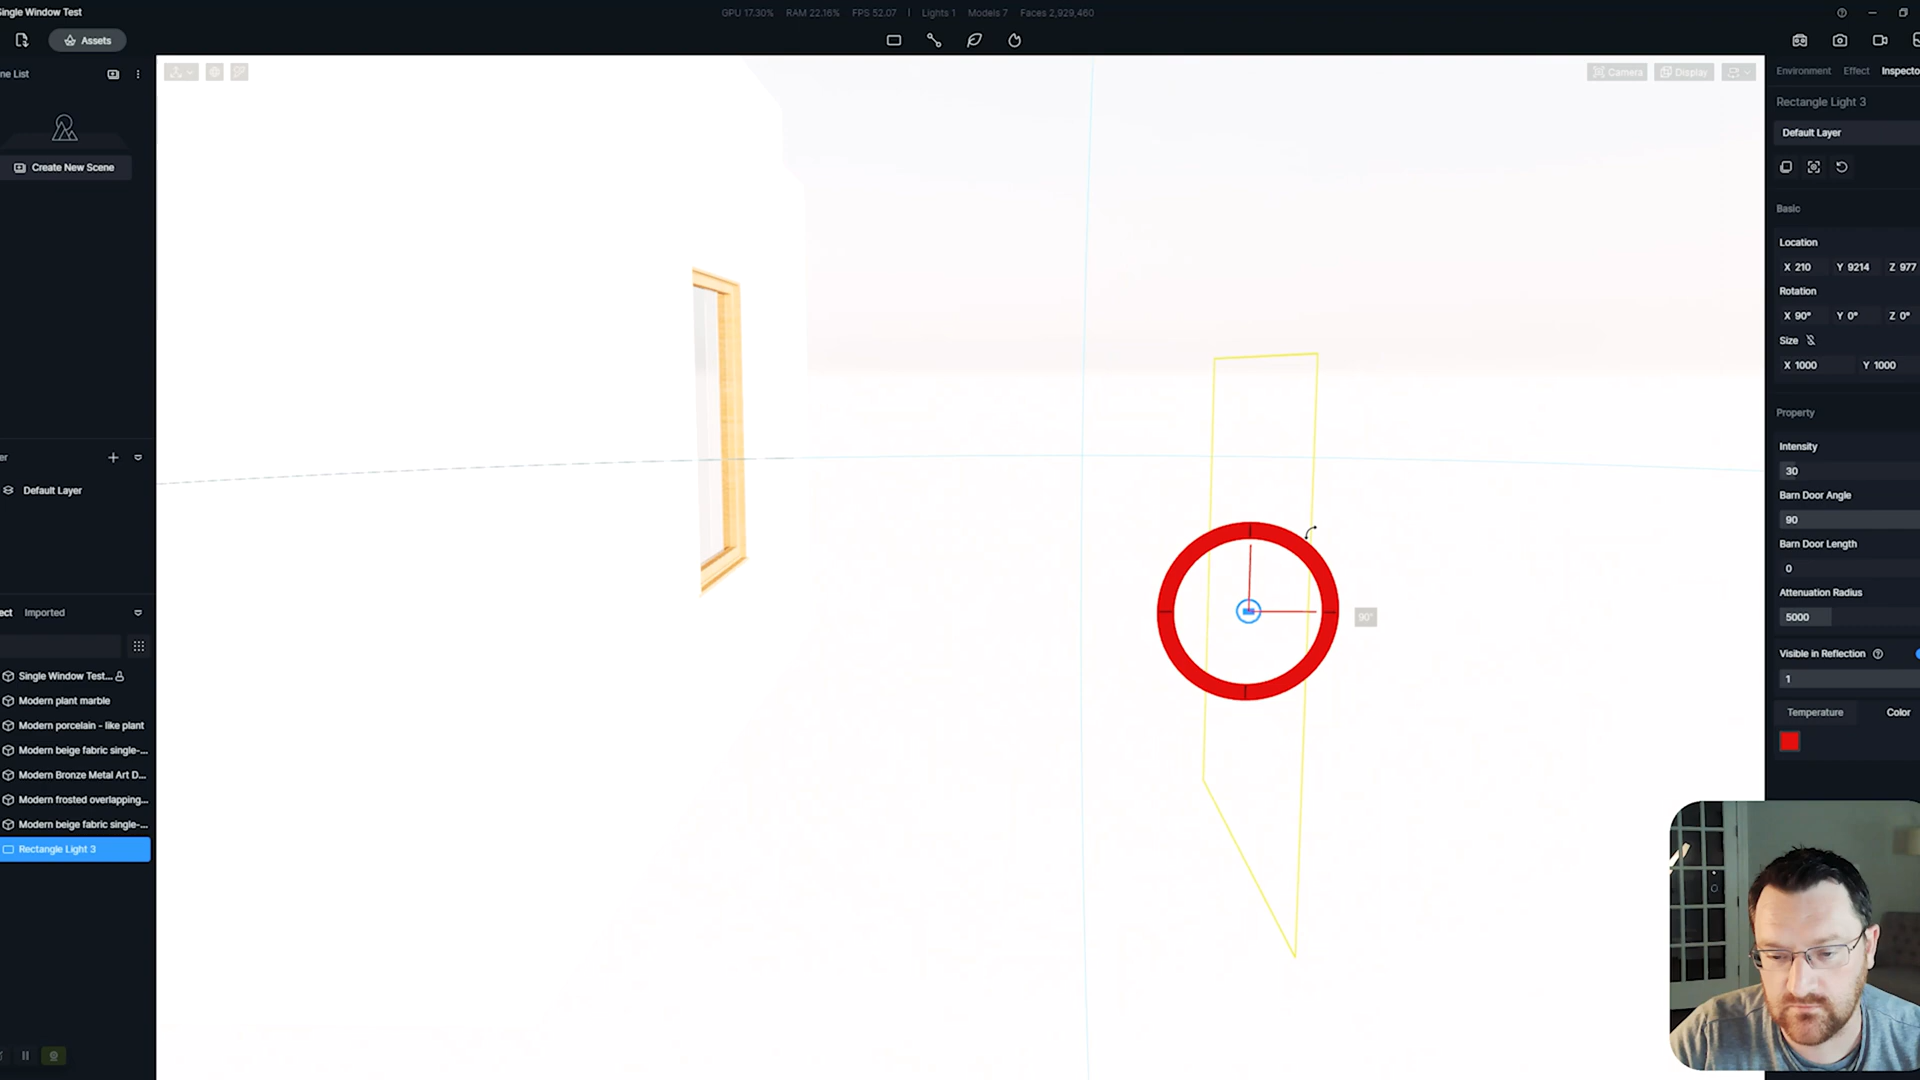 Single Window Test
GPU 17.30% RAM 22.16% FPS 52.07 | Lights 1 Models 7 Faces 2,929,460
Assets
ne List
Create New Scene
er
Default Layer
ect Imported
Single Window Test...
Modern plant marble
Modern porcelain - like plant
Modern beige fabric single-...
Modern Bronze Metal Art D...
Modern frosted overlapping...
Modern beige fabric single-...
Rectangle Light 3
Camera Display
90°
Environment Effect Inspecto
Rectangle Light 3
Default Layer
Basic
Location
X 210 Y 9214 Z 977
Rotation
X 90° Y 0° Z 0°
Size
X 1000 Y 1000
Property
Intensity
30
Barn Door Angle
90
Barn Door Length
0
Attenuation Radius
5000
Visible in Reflection
1
Temperature Color